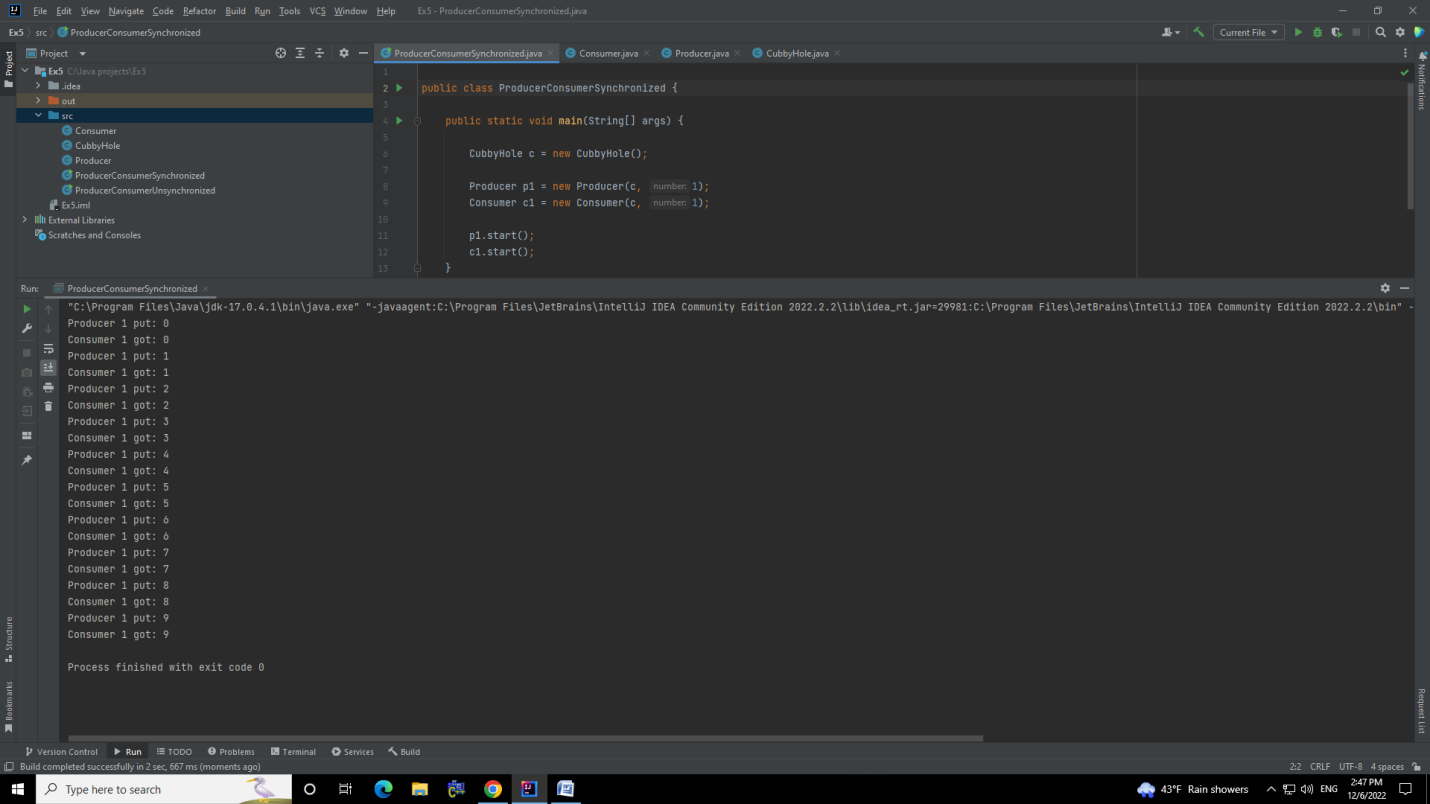 File Edit View Navigate Code Refactor Build Run Tools VCS Window Help Ex5 - ProducerConsumerSynchronized.java
Ex5 src ProducerConsumerSynchronized Current File
Project
ProducerConsumerSynchronized.java Consumer.java Producer.java CubbyHole.java
Project
Ex5 C:\Java projects\Ex5
.idea
out
src
Consumer
CubbyHole
Producer
ProducerConsumerSynchronized
ProducerConsumerUnsynchronized
Ex5.iml
External Libraries
Scratches and Consoles
1
2 public class ProducerConsumerSynchronized {
3
4 public static void main(String[] args) {
5
6 CubbyHole c = new CubbyHole();
7
8 Producer p1 = new Producer(c, number: 1);
9 Consumer c1 = new Consumer(c, number: 1);
10
11 p1.start();
12 c1.start();
13 }
Notifications
Run: ProducerConsumerSynchronized
"C:\Program Files\Java\jdk-17.0.4.1\bin\java.exe" "-javaagent:C:\Program Files\JetBrains\IntelliJ IDEA Community Edition 2022.2.2\lib\idea_rt.jar=29981:C:\Program Files\JetBrains\IntelliJ IDEA Community Edition 2022.2.2\bin" -
Producer 1 put: 0
Consumer 1 got: 0
Producer 1 put: 1
Consumer 1 got: 1
Producer 1 put: 2
Consumer 1 got: 2
Producer 1 put: 3
Consumer 1 got: 3
Producer 1 put: 4
Consumer 1 got: 4
Producer 1 put: 5
Consumer 1 got: 5
Producer 1 put: 6
Consumer 1 got: 6
Producer 1 put: 7
Consumer 1 got: 7
Producer 1 put: 8
Consumer 1 got: 8
Producer 1 put: 9
Consumer 1 got: 9
Process finished with exit code 0
Structure
Bookmarks
Request List
Version Control Run TODO Problems Terminal Services Build
Build completed successfully in 2 sec, 667 ms (moments ago) 2:2 CRLF UTF-8 4 spaces
Type here to search 43°F Rain showers ENG 2:47 PM
12/6/2022